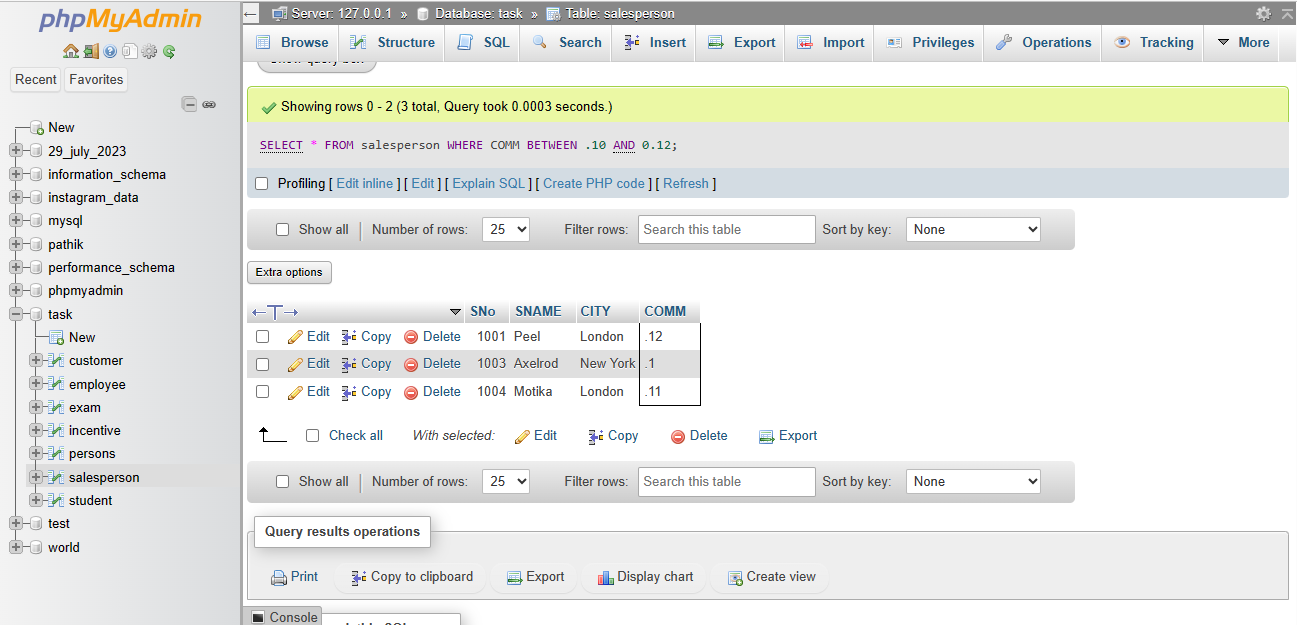 phpMyAdmin
Recent Favorites
New
29_july_2023
information_schema
instagram_data
mysql
pathik
performance_schema
phpmyadmin
task
New
customer
employee
exam
incentive
persons
salesperson
student
test
world
Server: 127.0.0.1 » Database: task » Table: salesperson
Browse Structure SQL Search Insert Export Import Privileges Operations Tracking More
Showing rows 0 - 2 (3 total, Query took 0.0003 seconds.)
SELECT * FROM salesperson WHERE COMM BETWEEN .10 AND 0.12;
Profiling [ Edit inline ] [ Edit ] [ Explain SQL ] [ Create PHP code ] [ Refresh ]
Show all Number of rows: 25 Filter rows: Search this table Sort by key: None
Extra options
SNo SNAME CITY COMM
Edit Copy Delete 1001 Peel London .12
Edit Copy Delete 1003 Axelrod New York .1
Edit Copy Delete 1004 Motika London .11
Check all With selected: Edit Copy Delete Export
Show all Number of rows: 25 Filter rows: Search this table Sort by key: None
Query results operations
Print Copy to clipboard Export Display chart Create view
Console